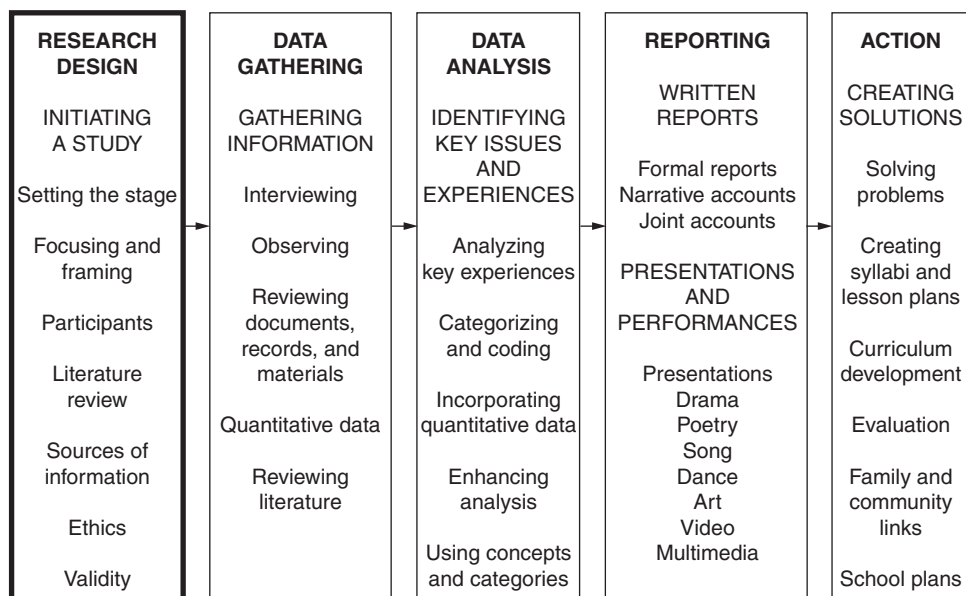 RESEARCH
DESIGN
INITIATING
A STUDY
Setting the stage
Focusing and
framing
Participants
Literature
review
Sources of
information
Ethics
Validity
DATA
GATHERING
GATHERING
INFORMATION
Interviewing
Observing
Reviewing
documents,
records, and
materials
Quantitative data
Reviewing
literature
DATA
ANALYSIS
IDENTIFYING
KEY ISSUES
AND
EXPERIENCES
Analyzing
key experiences
Categorizing
and coding
Incorporating
quantitative data
Enhancing
analysis
Using concepts
and categories
REPORTING
WRITTEN
REPORTS
Formal reports
Narrative accounts
Joint accounts
PRESENTATIONS
AND
PERFORMANCES
Presentations
Drama
Poetry
Song
Dance
Art
Video
Multimedia
ACTION
CREATING
SOLUTIONS
Solving
problems
Creating
syllabi and
lesson plans
Curriculum
development
Evaluation
Family and
community
links
School plans